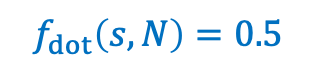 f_dot(s, N) = 0.5